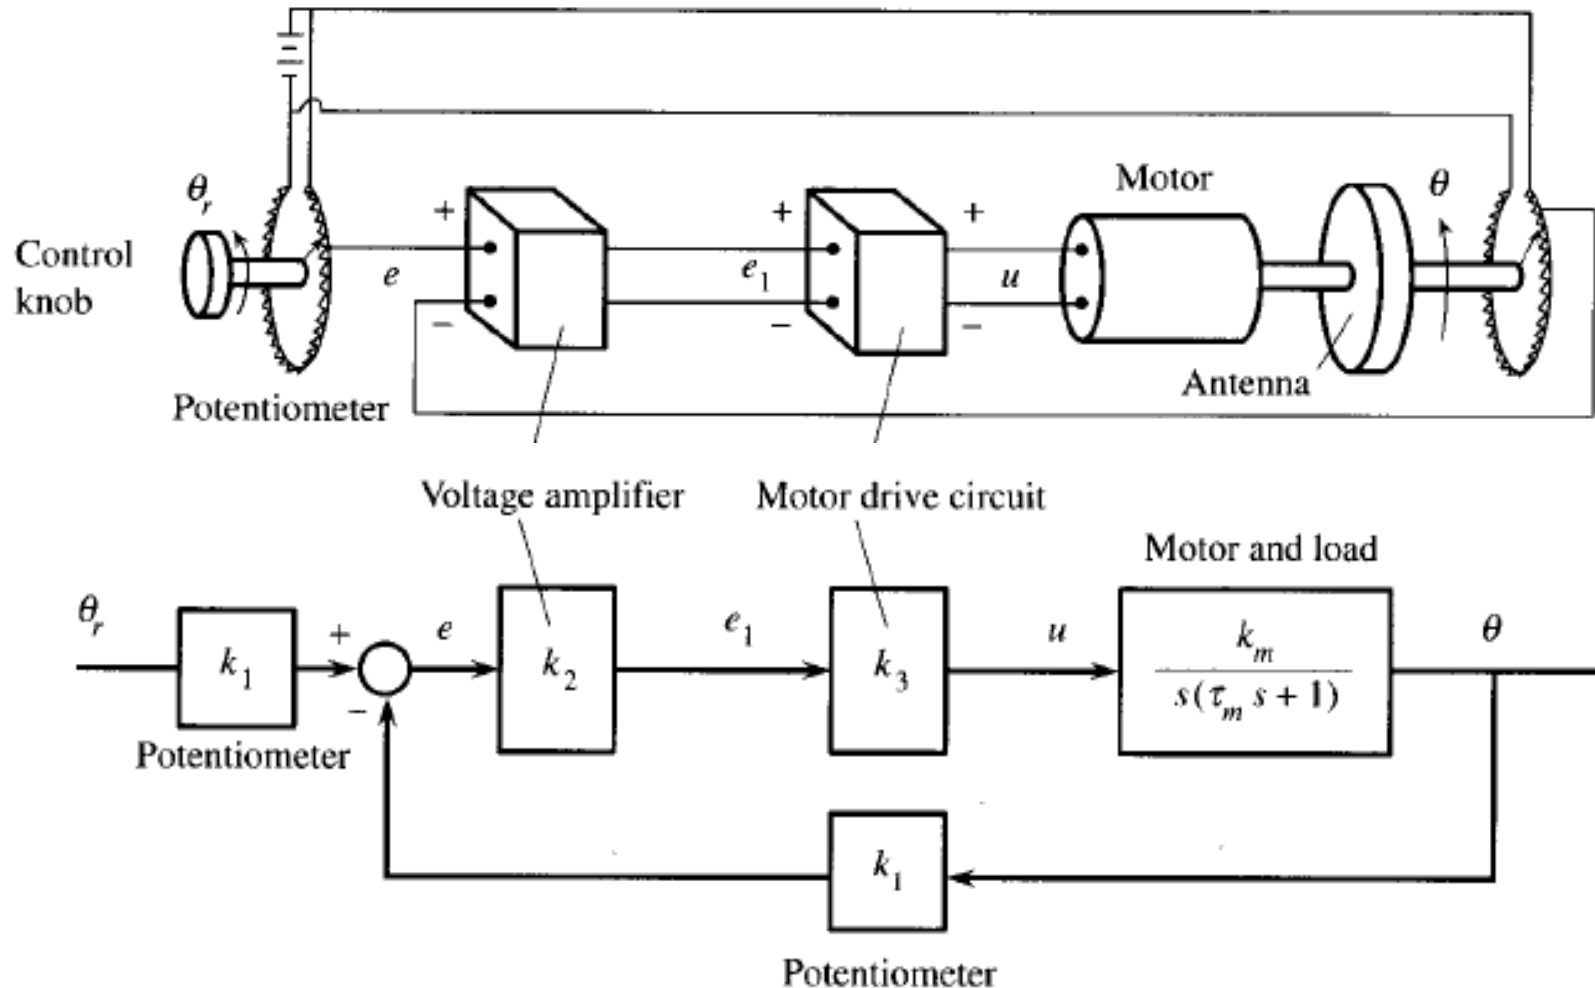 θr
Control
knob
Potentiometer
+
e
−
+
e1
−
+
u
−
Motor
Antenna
θ
Voltage amplifier
Motor drive circuit
Motor and load
θr
k1
Potentiometer
+
−
e
k2
e1
k3
u
km
s(τm s + 1)
θ
k1
Potentiometer